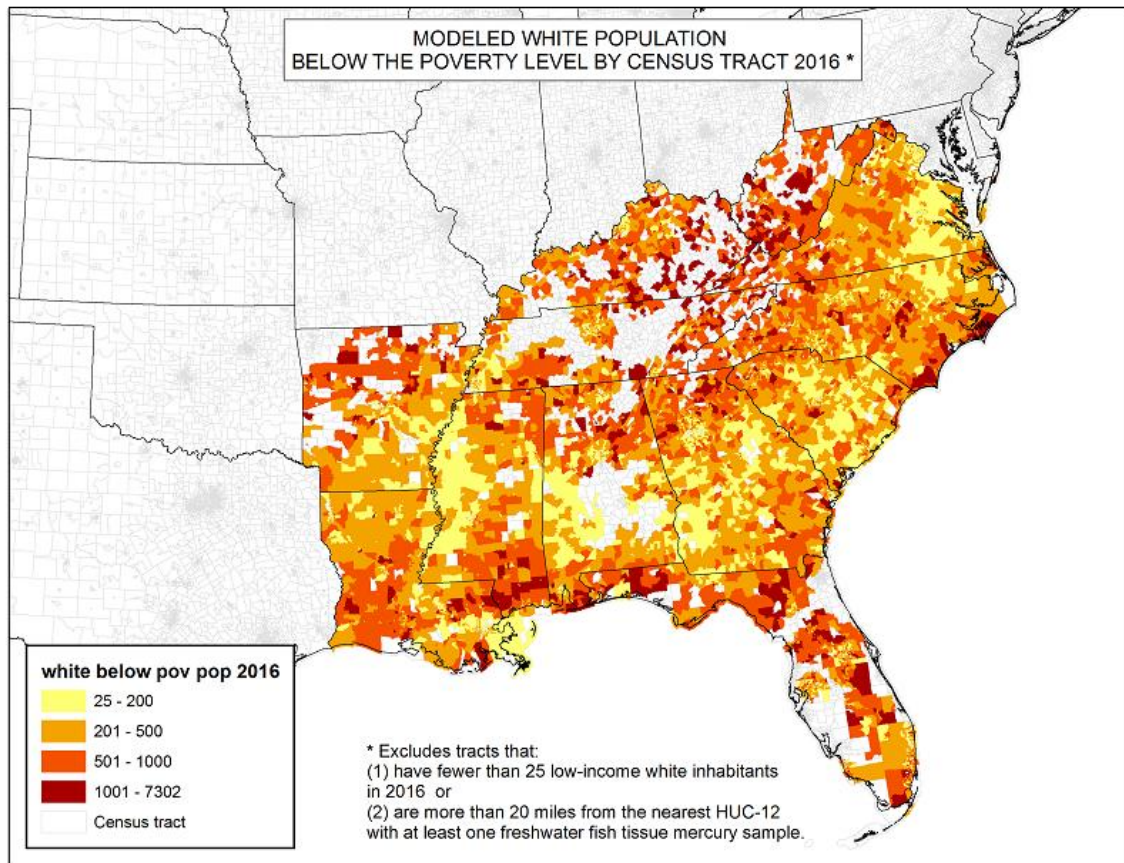 MODELED WHITE POPULATION
BELOW THE POVERTY LEVEL BY CENSUS TRACT 2016 *
white below pov pop 2016
25 - 200
201 - 500
501 - 1000
1001 - 7302
Census tract
* Excludes tracts that:
(1) have fewer than 25 low-income white inhabitants
in 2016 or
(2) are more than 20 miles from the nearest HUC-12
with at least one freshwater fish tissue mercury sample.